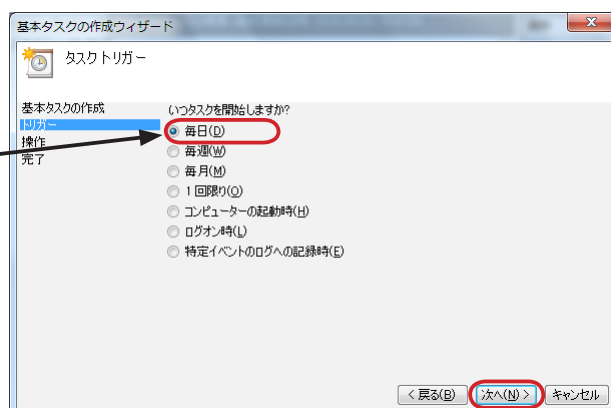 基本タスクの作成ウィザード
タスクトリガー
基本タスクの作成
トリガー
操作
完了
いつタスクを開始しますか?
毎日(D)
毎週(W)
毎月(M)
1回限り(O)
コンピューターの起動時(H)
ログオン時(L)
特定イベントのログへの記録時(E)
< 戻る(B)
次へ(N) >
キャンセル